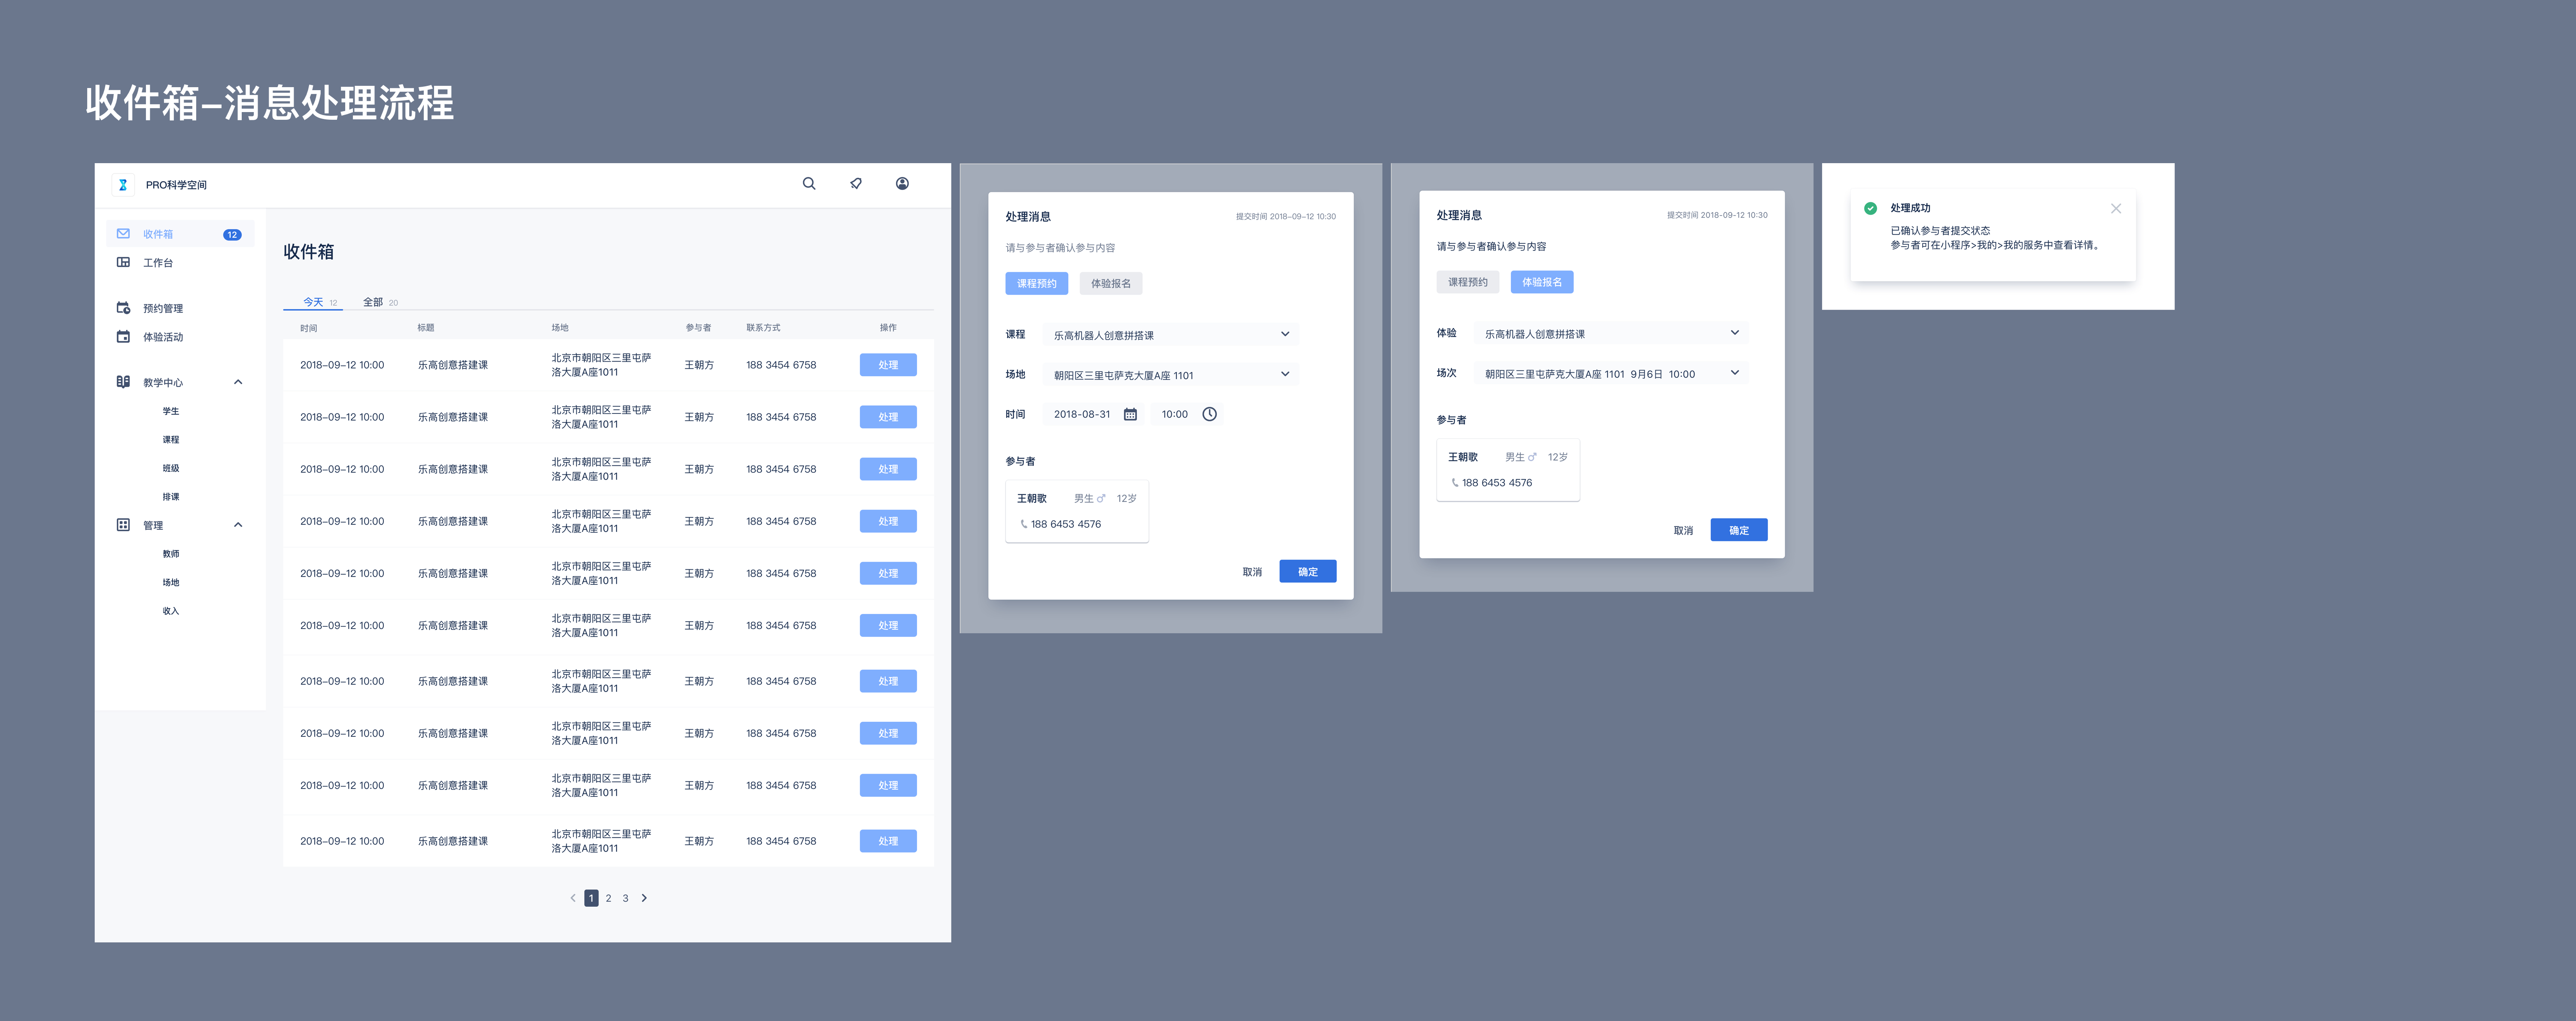 收件箱–消息处理流程
PRO科学空间
收件箱 12
工作台
预约管理
体验活动
教学中心
学生
课程
班级
排课
管理
教师
场地
收入
收件箱
今天 12 全部 20
时间 标题 场地 参与者 联系方式 操作
2018–09–12 10:00 乐高创意搭建课 北京市朝阳区三里屯萨 王朝方 188 3454 6758 处理
洛大厦A座1011
2018–09–12 10:00 乐高创意搭建课 北京市朝阳区三里屯萨 王朝方 188 3454 6758 处理
洛大厦A座1011
2018–09–12 10:00 乐高创意搭建课 北京市朝阳区三里屯萨 王朝方 188 3454 6758 处理
洛大厦A座1011
2018–09–12 10:00 乐高创意搭建课 北京市朝阳区三里屯萨 王朝方 188 3454 6758 处理
洛大厦A座1011
2018–09–12 10:00 乐高创意搭建课 北京市朝阳区三里屯萨 王朝方 188 3454 6758 处理
洛大厦A座1011
2018–09–12 10:00 乐高创意搭建课 北京市朝阳区三里屯萨 王朝方 188 3454 6758 处理
洛大厦A座1011
2018–09–12 10:00 乐高创意搭建课 北京市朝阳区三里屯萨 王朝方 188 3454 6758 处理
洛大厦A座1011
2018–09–12 10:00 乐高创意搭建课 北京市朝阳区三里屯萨 王朝方 188 3454 6758 处理
洛大厦A座1011
2018–09–12 10:00 乐高创意搭建课 北京市朝阳区三里屯萨 王朝方 188 3454 6758 处理
洛大厦A座1011
2018–09–12 10:00 乐高创意搭建课 北京市朝阳区三里屯萨 王朝方 188 3454 6758 处理
洛大厦A座1011
1 2 3
处理消息 提交时间 2018–09–12 10:30
请与参与者确认参与内容
课程预约 体验报名
课程 乐高机器人创意拼搭课
场地 朝阳区三里屯萨克大厦A座 1101
时间 2018-08-31 10:00
参与者
王朝歌 男生 12岁
188 6453 4576
取消 确定
处理消息 提交时间 2018-09-12 10:30
请与参与者确认参与内容
课程预约 体验报名
体验 乐高机器人创意拼搭课
场次 朝阳区三里屯萨克大厦A座 1101 9月6日 10:00
参与者
王朝歌 男生 12岁
188 6453 4576
取消 确定
处理成功
已确认参与者提交状态
参与者可在小程序>我的>我的服务中查看详情。